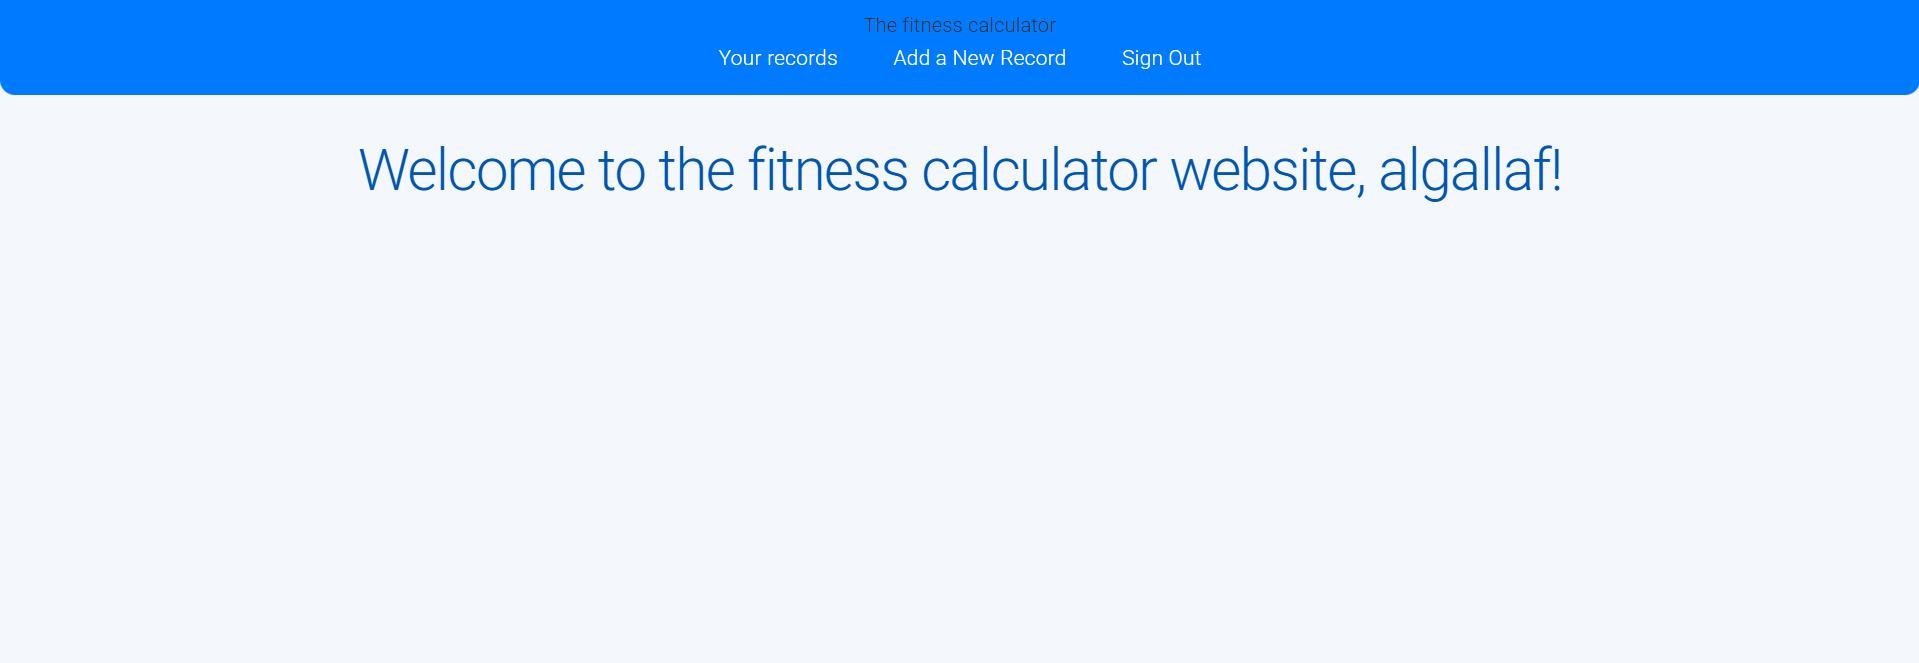 The fitness calculator
Your records Add a New Record Sign Out
Welcome to the fitness calculator website, algallaf!